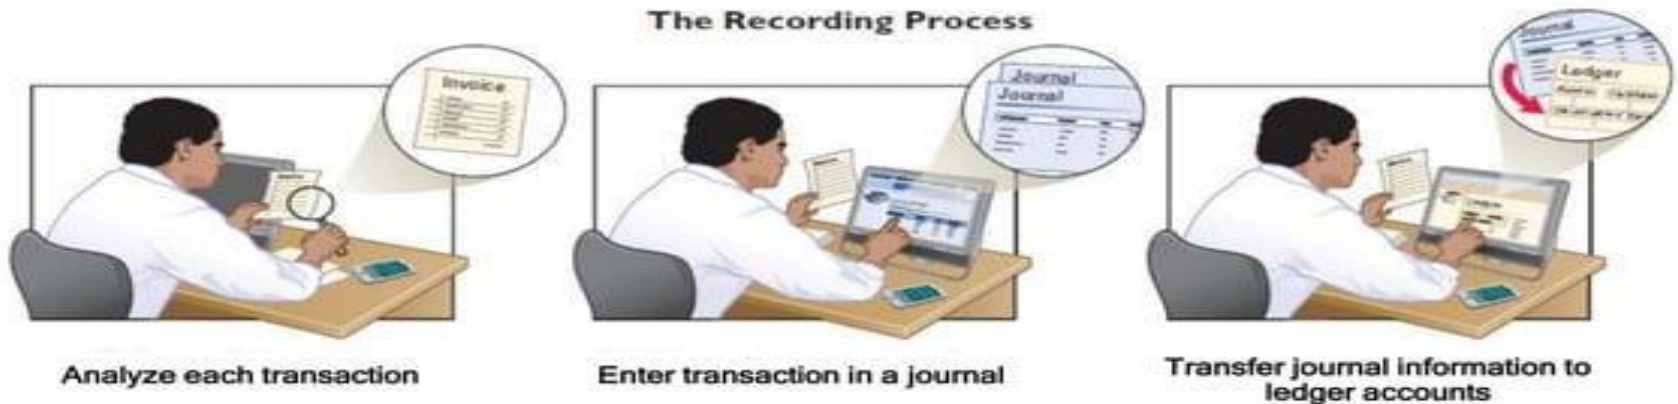 The Recording Process
Invoice
Journal
Journal
Journal
Ledger
Analyze each transaction
Enter transaction in a journal
Transfer journal information to
ledger accounts